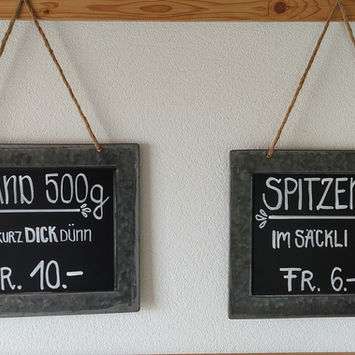 AND 500g
KURZ DICK DÜNN
R. 10.-
SPITZE
IM SÄCKLI
FR. 6.-